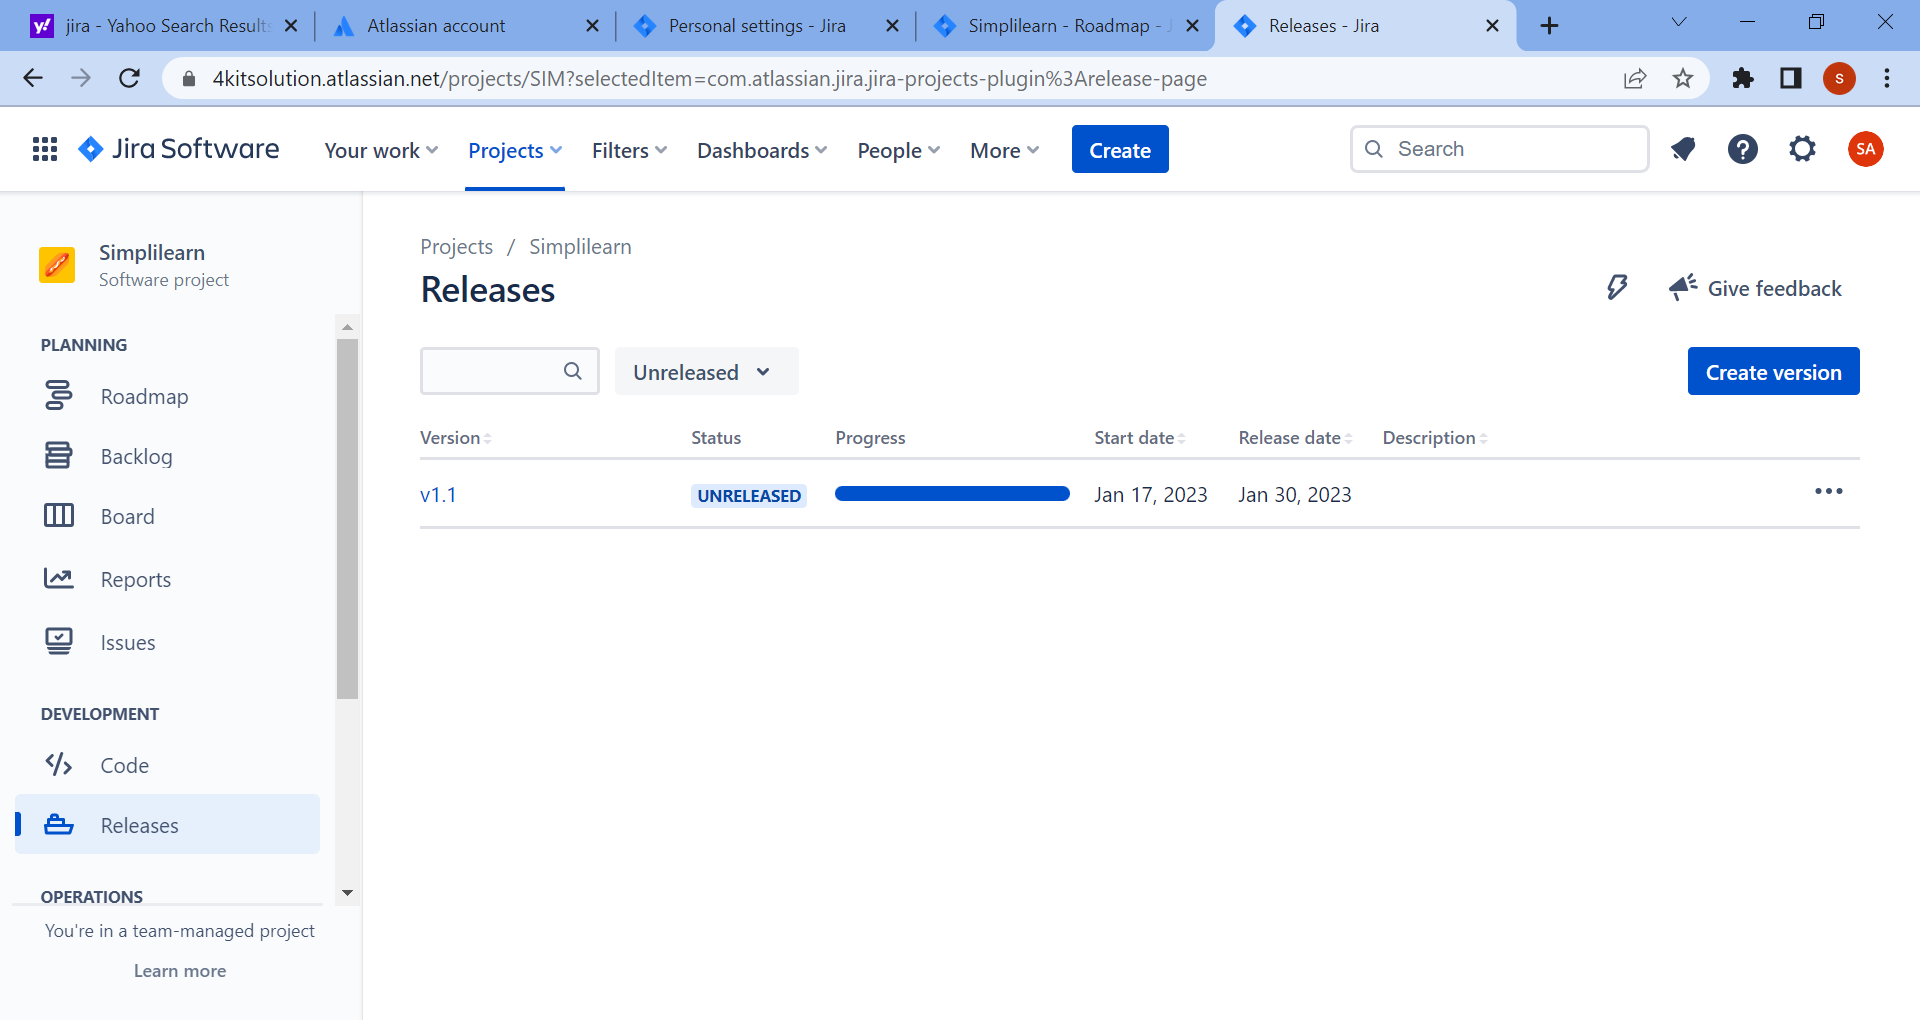 jira - Yahoo Search Results
Atlassian account
Personal settings - Jira
Simplilearn - Roadmap - J
Releases - Jira
4kitsolution.atlassian.net/projects/SIM?selectedItem=com.atlassian.jira.jira-projects-plugin%3Arelease-page
S
Jira Software
Your work
Projects
Filters
Dashboards
People
More
Create
Search
SA
Simplilearn
Software project
PLANNING
Roadmap
Backlog
Board
Reports
Issues
DEVELOPMENT
Code
Releases
OPERATIONS
You're in a team-managed project
Learn more
Projects / Simplilearn
Releases
Give feedback
Unreleased
Create version
Version Status Progress Start date Release date Description
v1.1 UNRELEASED Jan 17, 2023 Jan 30, 2023